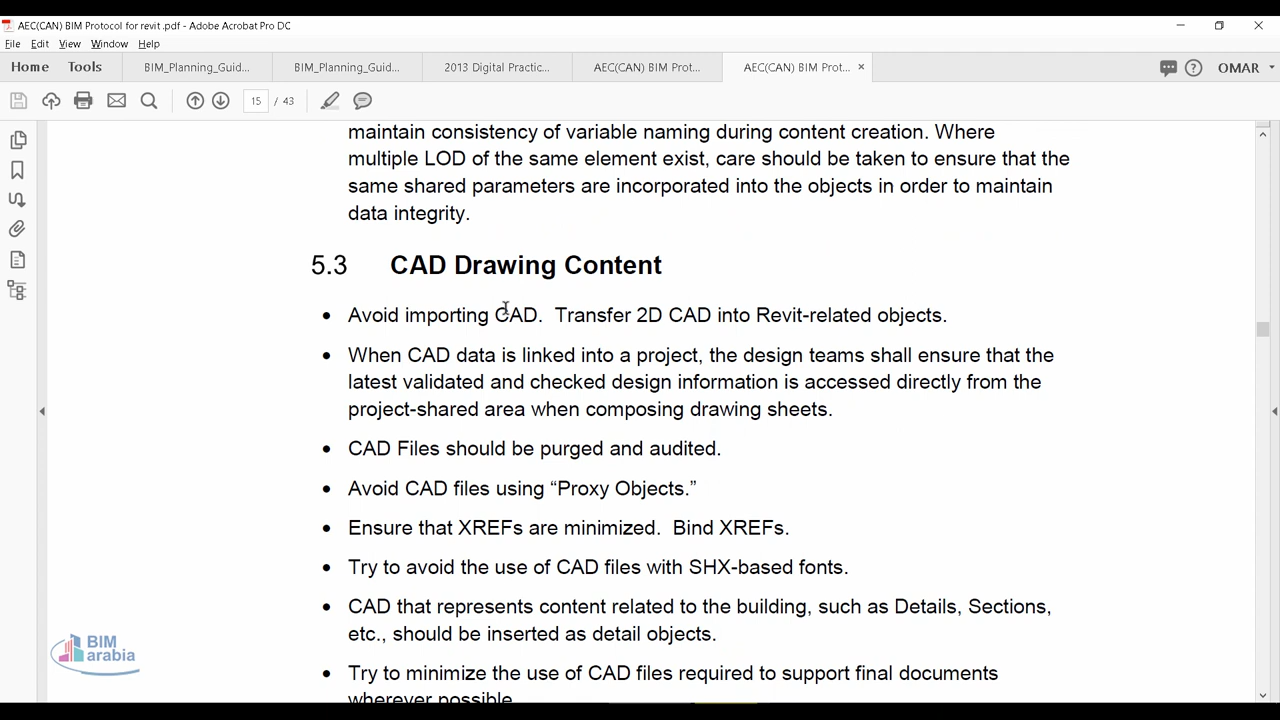 AEC(CAN) BIM Protocol for revit .pdf - Adobe Acrobat Pro DC
File Edit View Window Help
Home Tools BIM_Planning_Guid... BIM_Planning_Guid... 2013 Digital Practic... AEC(CAN) BIM Prot... AEC(CAN) BIM Prot... × OMAR
15 / 43
maintain consistency of variable naming during content creation. Where
multiple LOD of the same element exist, care should be taken to ensure that the
same shared parameters are incorporated into the objects in order to maintain
data integrity.
5.3 CAD Drawing Content
• Avoid importing CAD. Transfer 2D CAD into Revit-related objects.
• When CAD data is linked into a project, the design teams shall ensure that the
latest validated and checked design information is accessed directly from the
project-shared area when composing drawing sheets.
• CAD Files should be purged and audited.
• Avoid CAD files using “Proxy Objects.”
• Ensure that XREFs are minimized. Bind XREFs.
• Try to avoid the use of CAD files with SHX-based fonts.
• CAD that represents content related to the building, such as Details, Sections,
etc., should be inserted as detail objects.
• Try to minimize the use of CAD files required to support final documents
wherever possible.
BIM
arabia